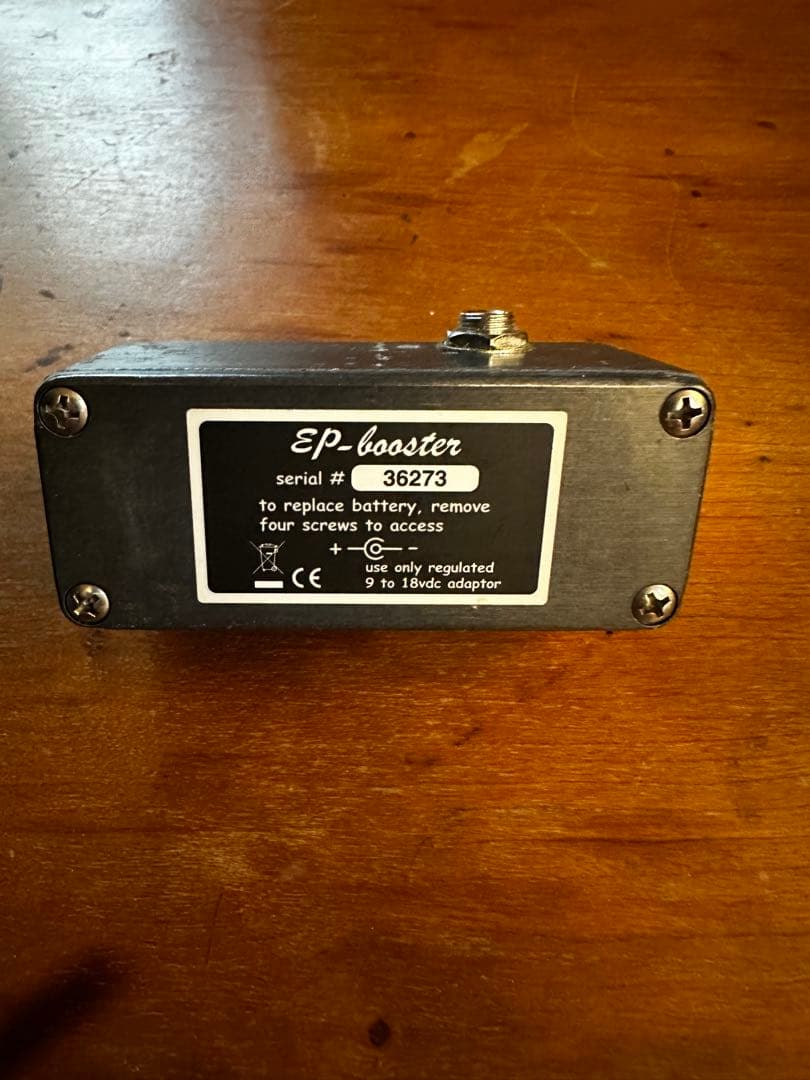 EP-booster
serial # 36273
to replace battery, remove
four screws to access
+ -
use only regulated
9 to 18vdc adaptor
CE